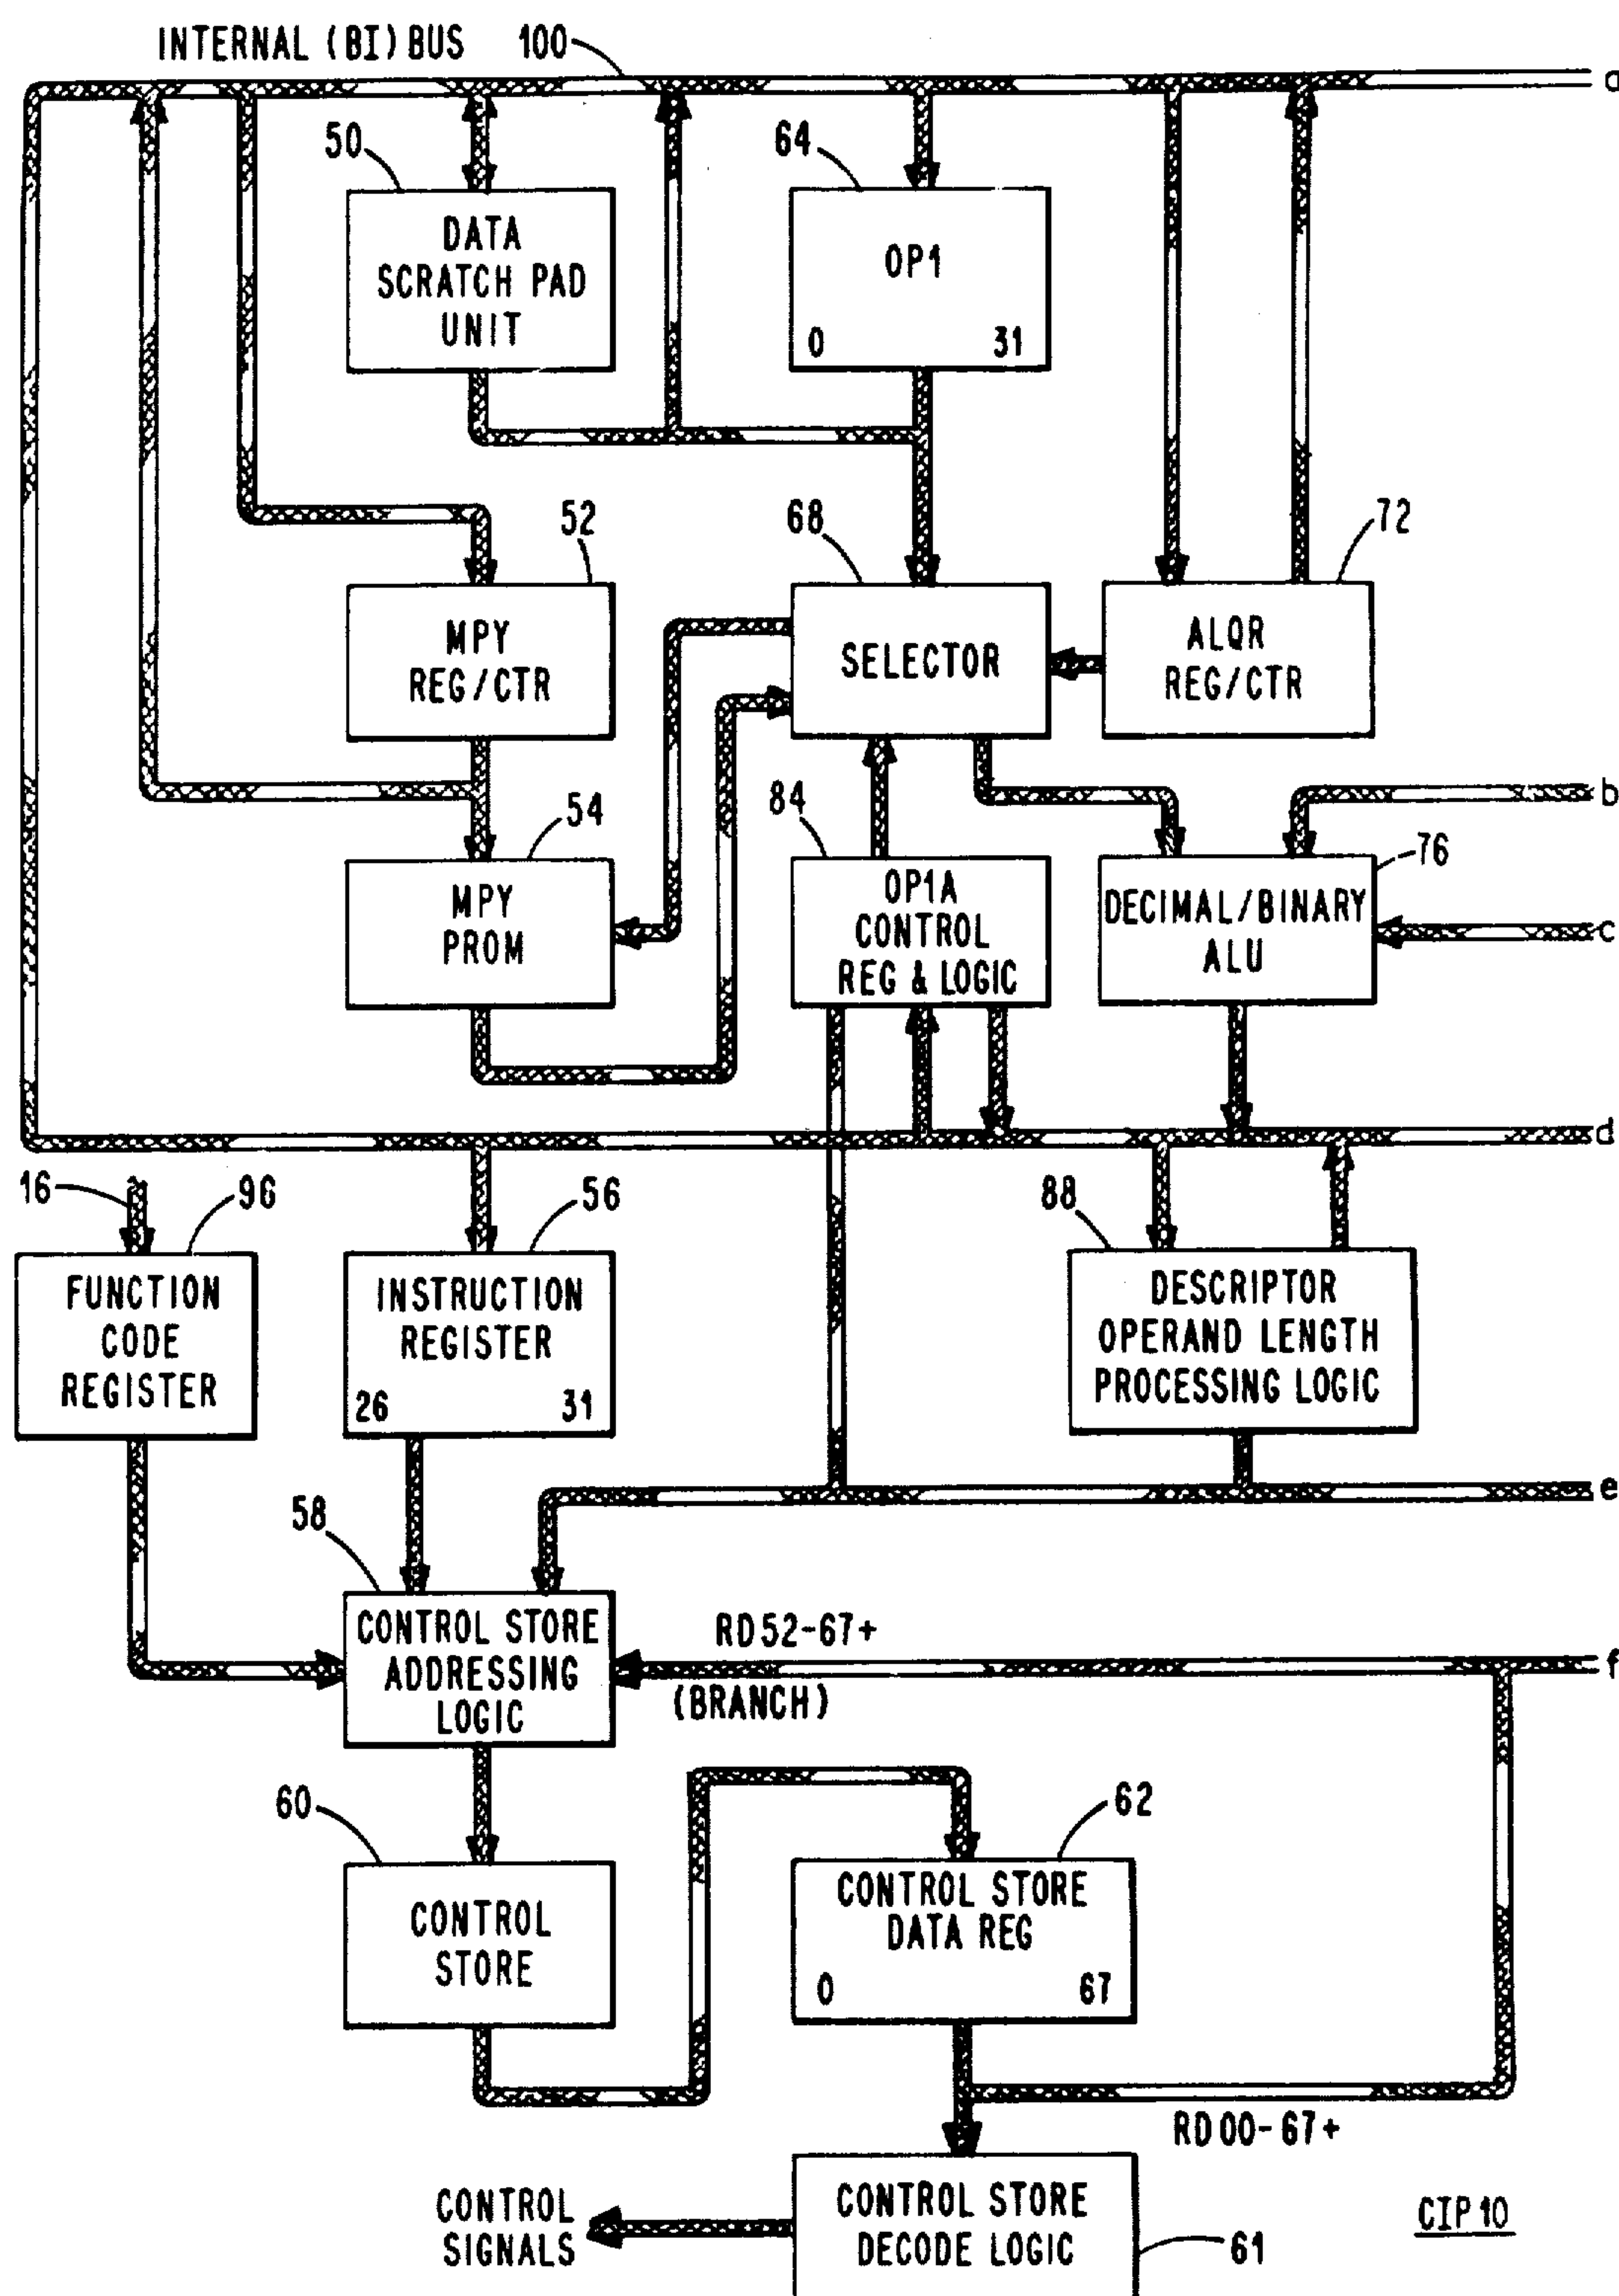 INTERNAL (BI) BUS 100
a
50
64
DATA
SCRATCH PAD
UNIT
OP1
0 31
52
68
72
MPY
REG/CTR
SELECTOR
ALQR
REG/CTR
b
54
84
76
MPY
PROM
OP1A
CONTROL
REG & LOGIC
DECIMAL/BINARY
ALU
c
d
16
96
56
88
FUNCTION
CODE
REGISTER
INSTRUCTION
REGISTER
26 31
DESCRIPTOR
OPERAND LENGTH
PROCESSING LOGIC
e
58
CONTROL STORE
ADDRESSING
LOGIC
RD52-67+
(BRANCH)
f
60
62
CONTROL
STORE
CONTROL STORE
DATA REG
0 67
RD00-67+
CONTROL
SIGNALS
CONTROL STORE
DECODE LOGIC
61
CIP10